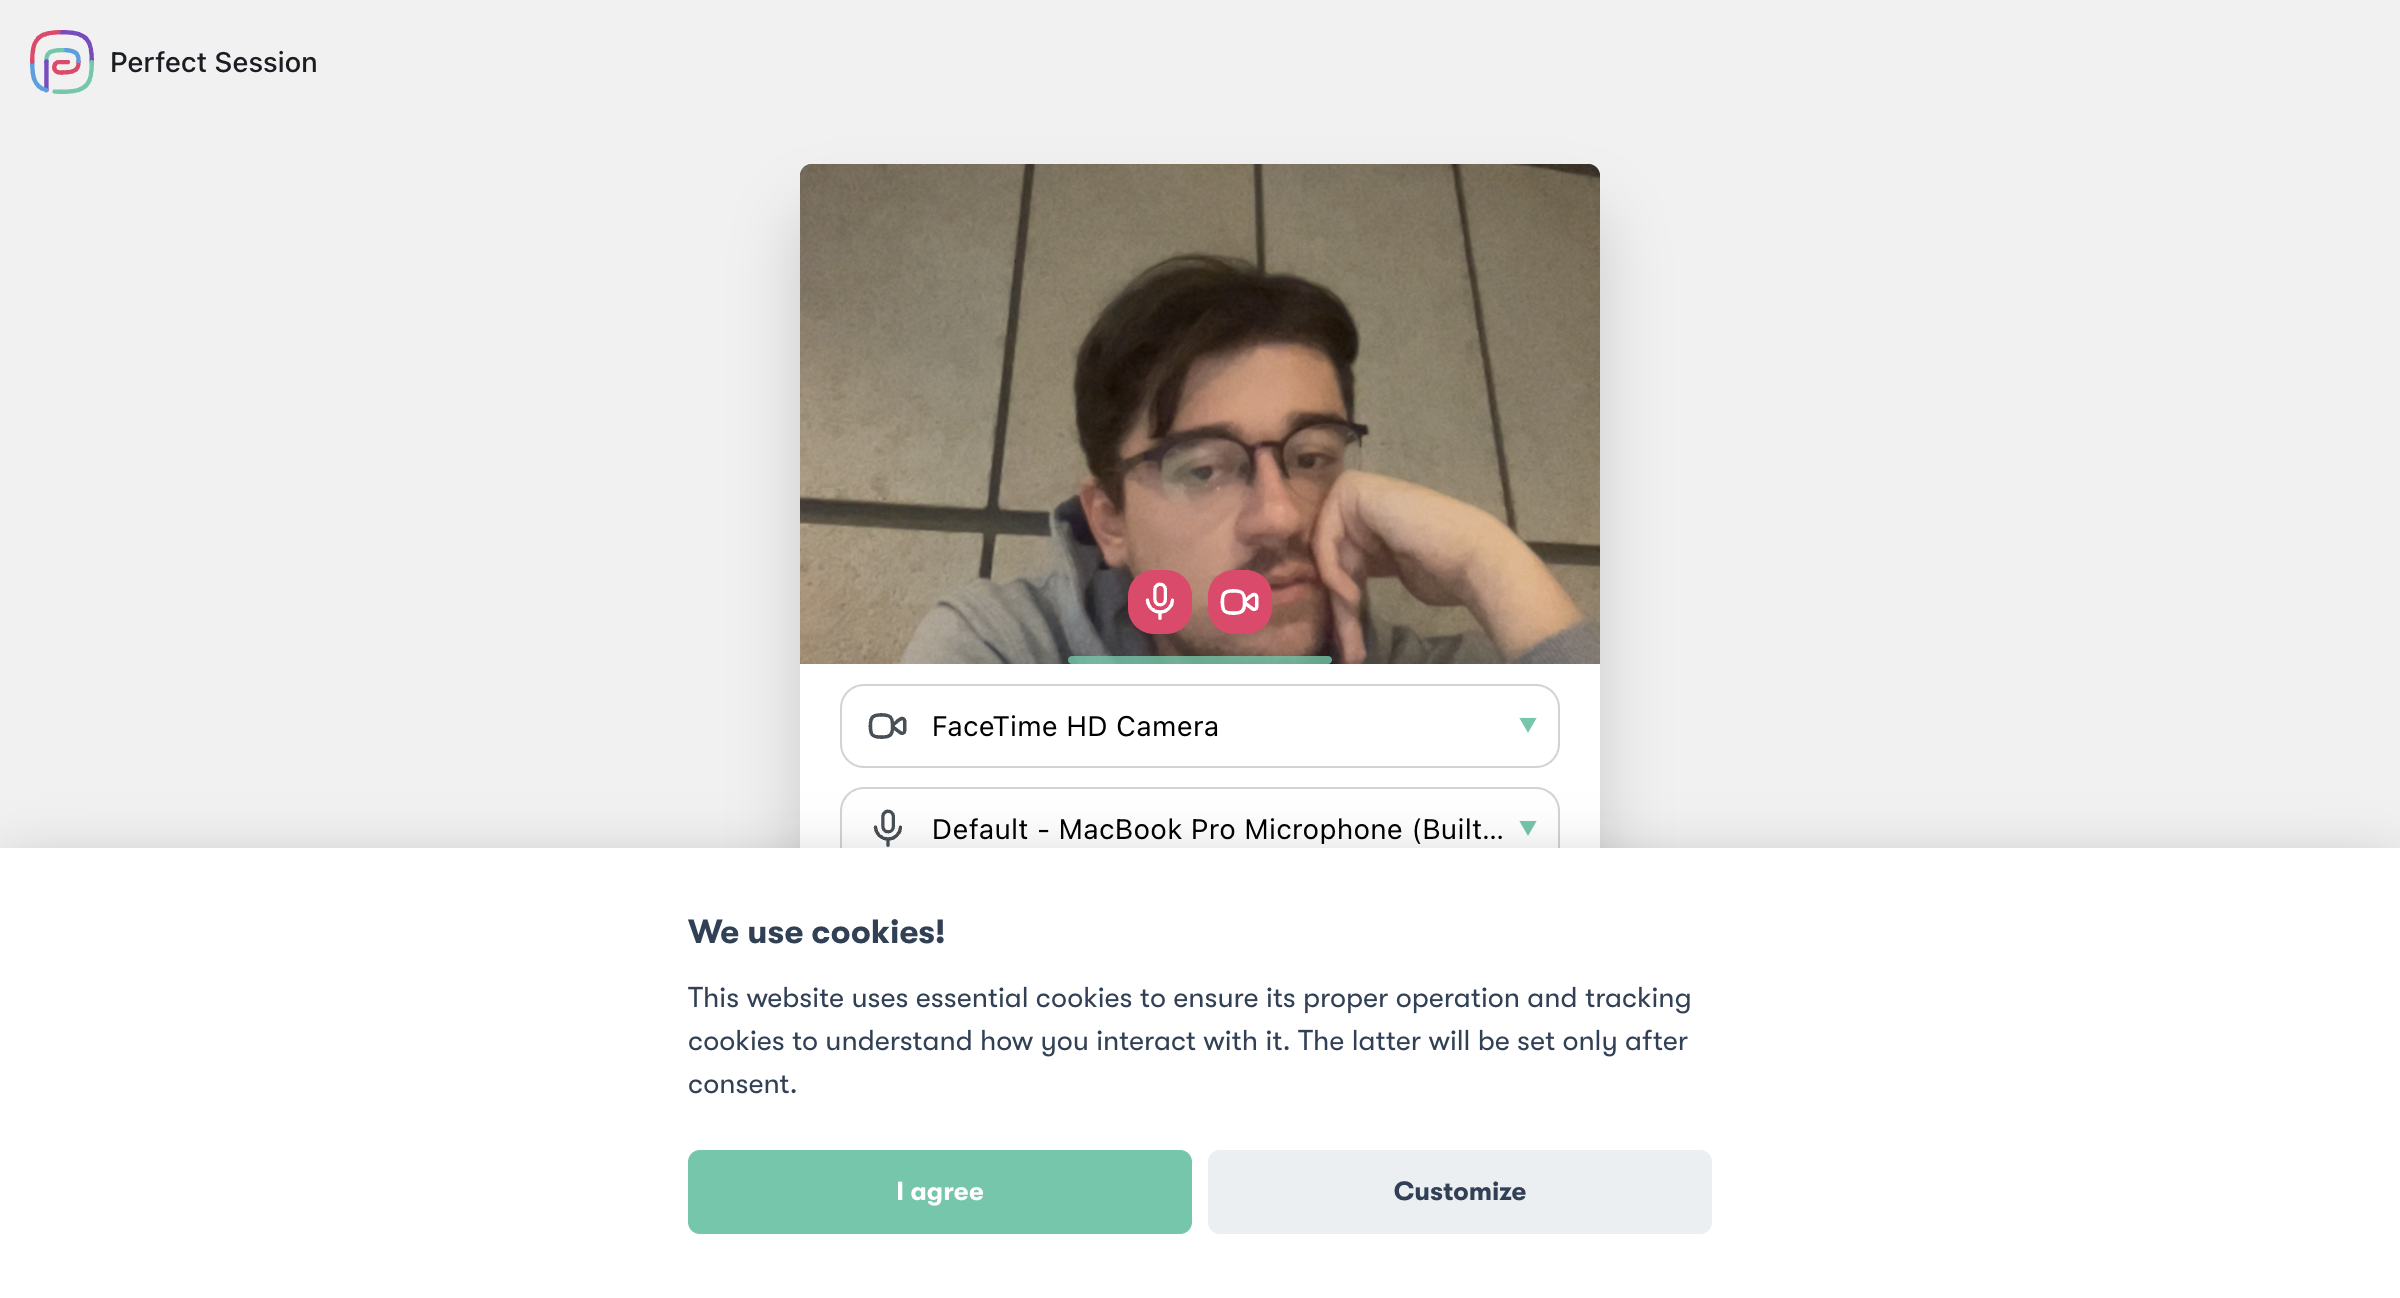 Perfect Session
FaceTime HD Camera
Default - MacBook Pro Microphone (Built...
We use cookies!
This website uses essential cookies to ensure its proper operation and tracking
cookies to understand how you interact with it. The latter will be set only after
consent.
I agree
Customize